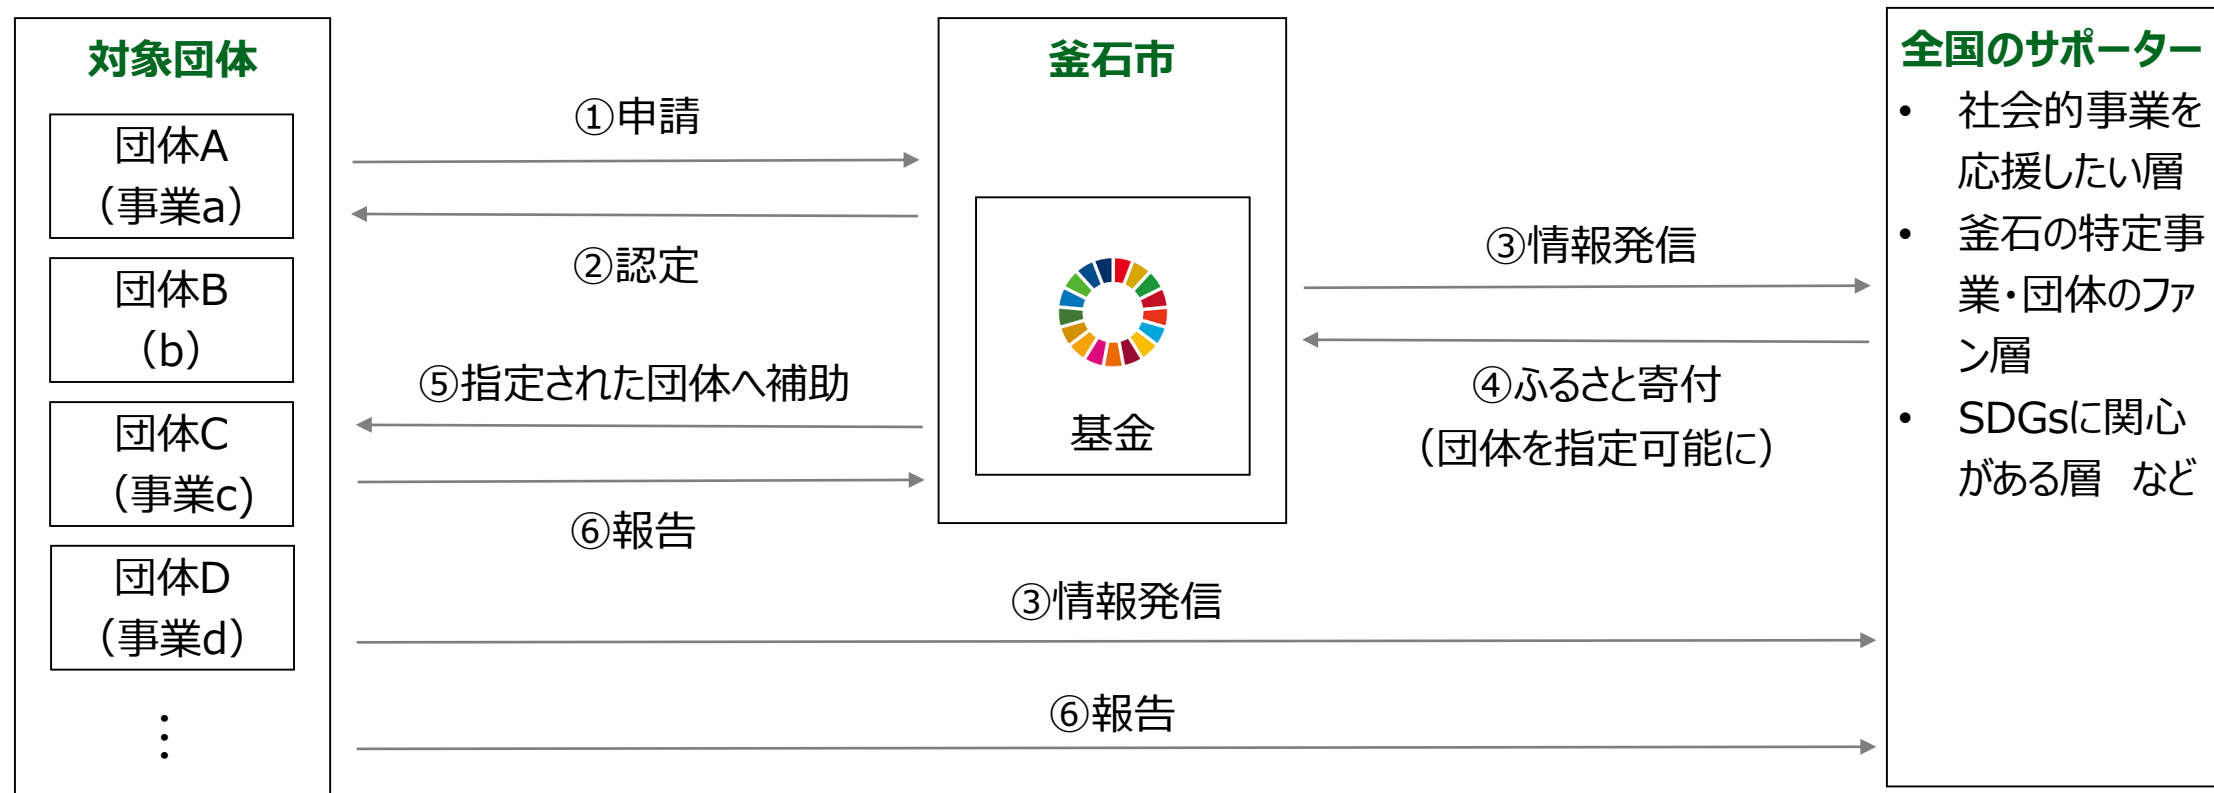 対象団体
団体A
（事業a）
団体B
（b）
団体C
（事業c)
団体D
（事業d）
⋮
①申請
②認定
⑤指定された団体へ補助
⑥報告
釜石市
基金
③情報発信
④ふるさと寄付
（団体を指定可能に）
③情報発信
⑥報告
全国のサポーター
• 社会的事業を
応援したい層
• 釜石の特定事
業・団体のファ
ン層
• SDGsに関心
がある層　など